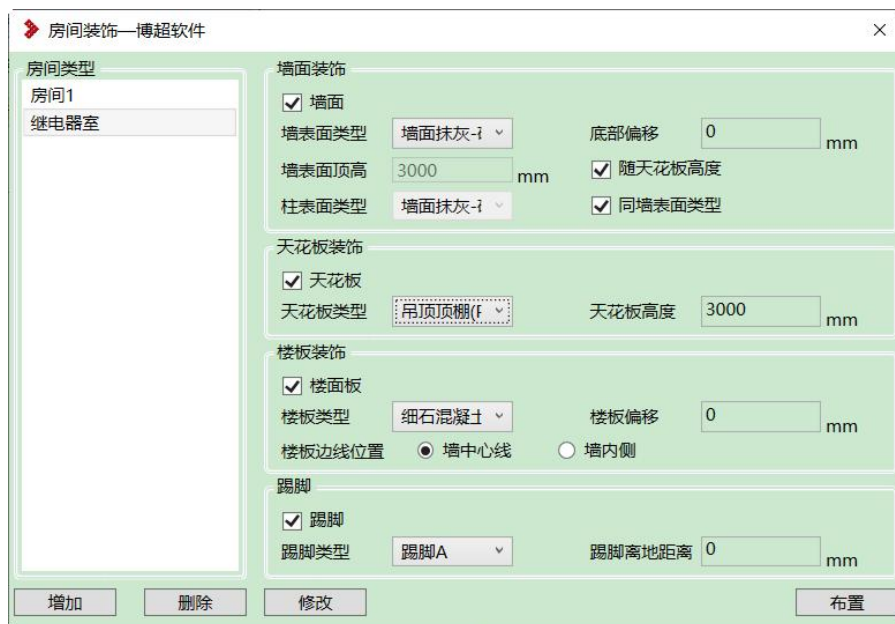 房间装饰—博超软件
房间类型
房间1
继电器室
墙面装饰
墙面
墙表面类型 墙面抹灰- 底部偏移 0 mm
墙表面顶高 3000 mm 随天花板高度
柱表面类型 墙面抹灰- 同墙表面类型
天花板装饰
天花板
天花板类型 吊顶顶棚( 天花板高度 3000 mm
楼板装饰
楼面板
楼板类型 细石混凝土 楼板偏移 0 mm
楼板边线位置 墙中心线 墙内侧
踢脚
踢脚
踢脚类型 踢脚A 踢脚离地距离 0 mm
增加 删除 修改 布置